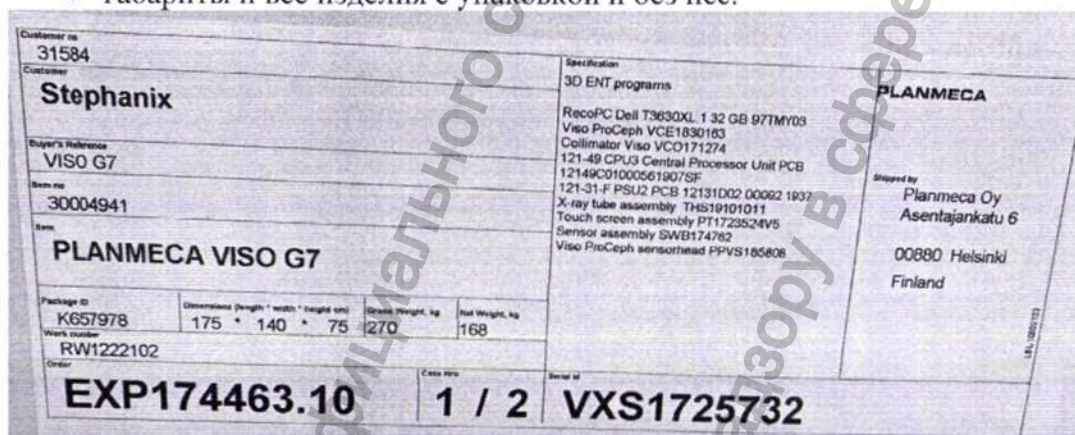 габариты и все изделия с упаковкой и без нее.
Customer no
31584
Customer
Stephanix
Buyer's Reference
VISO G7
Item no
30004941
Item
PLANMECA VISO G7
Package ID
K657978
Dimensions (length * width * height cm)
175 * 140 * 75
Gross Weight, kg
270
Net Weight, kg
168
Work number
RW1222102
Order
EXP174463.10
Case nro
1 / 2
Serial id
VXS1725732
Specification
3D ENT programs
RecoPC Dell T3630XL 1 32 GB 97TMY03
Viso ProCeph VCE1830163
Collimator Viso VCO171274
121-49 CPU3 Central Processor Unit PCB
12149C01000561907SF
121-31-F PSU2 PCB 12131D02 00092 1937
X-ray tube assembly THS19101011
Touch screen assembly PT1723524V5
Sensor assembly SWB174762
Viso ProCeph sensorhead PPVS185806
PLANMECA
Shipped by
Planmeca Oy
Asentajankatu 6
00880 Helsinki
Finland